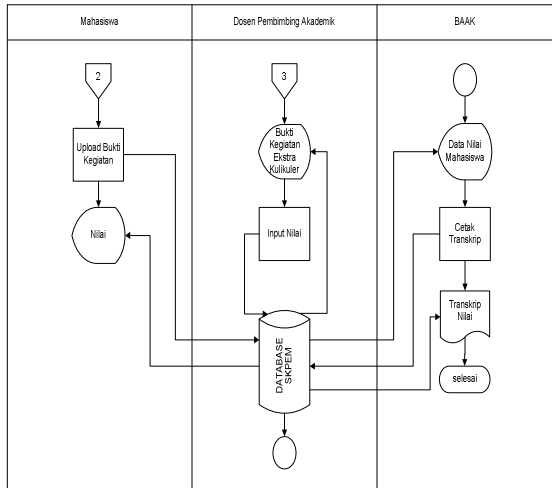 Mahasiswa
Dosen Pembimbing Akademik
BAAK
2
3
Upload Bukti
Kegiatan
Bukti
Kegiatan
Ekstra
Kulikuler
Data Nilai
Mahasiswa
Nilai
Input Nilai
Cetak
Transkrip
Transkrip
Nilai
DATABASE
SKPEM
selesai